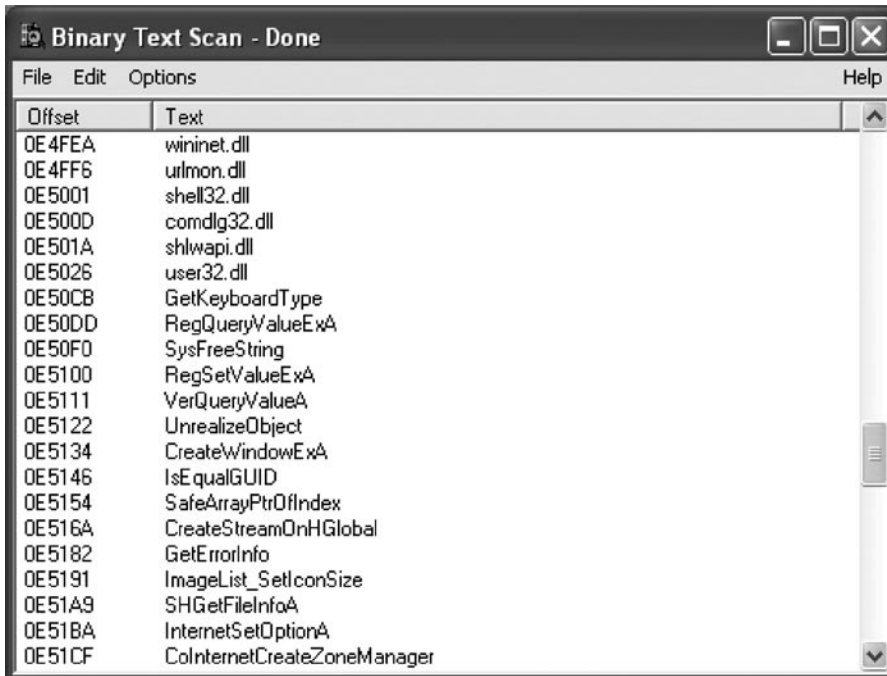 Binary Text Scan - Done
File Edit Options Help
Offset Text
0E4FEA wininet.dll
0E4FF6 urlmon.dll
0E5001 shell32.dll
0E500D comdlg32.dll
0E501A shlwapi.dll
0E5026 user32.dll
0E50CB GetKeyboardType
0E50DD RegQueryValueExA
0E50F0 SysFreeString
0E5100 RegSetValueExA
0E5111 VerQueryValueA
0E5122 UnrealizeObject
0E5134 CreateWindowExA
0E5146 IsEqualGUID
0E5154 SafeArrayPtrOfIndex
0E516A CreateStreamOnHGlobal
0E5182 GetErrorInfo
0E5191 ImageList_SetIconSize
0E51A9 SHGetFileInfoA
0E51BA InternetSetOptionA
0E51CF CoInternetCreateZoneManager